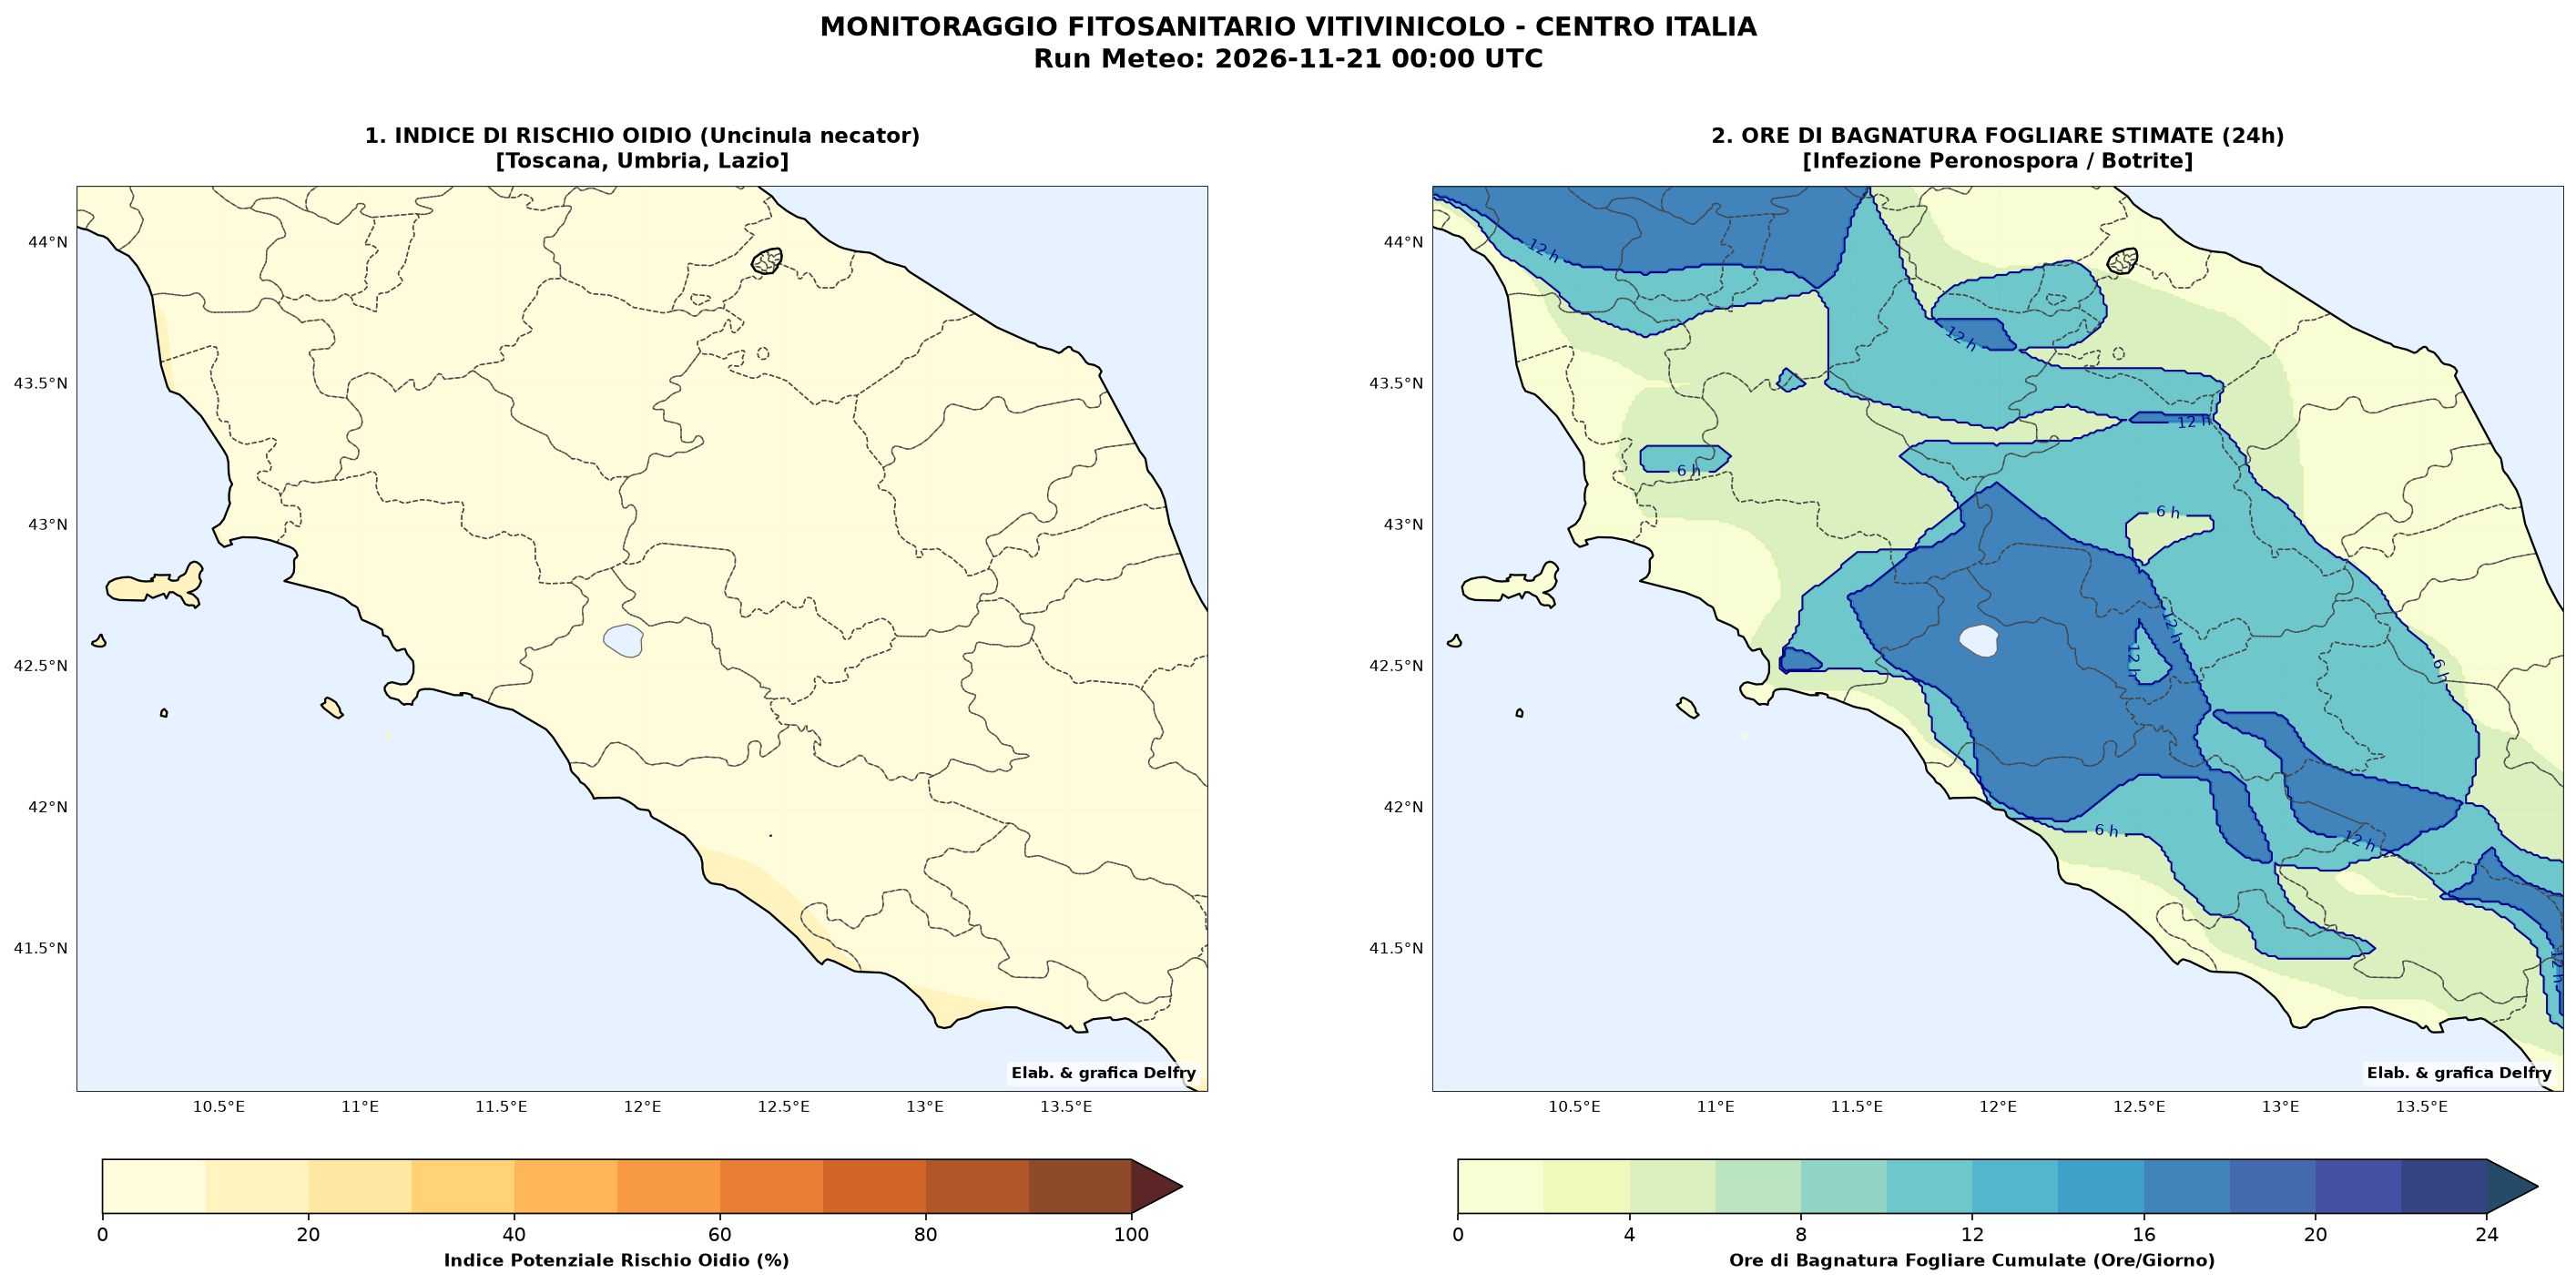 MONITORAGGIO FITOSANITARIO VITIVINICOLO - CENTRO ITALIA
Run Meteo: 2026-11-21 00:00 UTC
1. INDICE DI RISCHIO OIDIO (Uncinula necator)
[Toscana, Umbria, Lazio]
44°N
43.5°N
43°N
42.5°N
42°N
41.5°N
10.5°E
11°E
11.5°E
12°E
12.5°E
13°E
13.5°E
Elab. & grafica Delfry
0
20
40
60
80
100
Indice Potenziale Rischio Oidio (%)
2. ORE DI BAGNATURA FOGLIARE STIMATE (24h)
[Infezione Peronospora / Botrite]
44°N
43.5°N
43°N
42.5°N
42°N
41.5°N
12 h
12 h
12 h
6 h
6 h
12 h
12 h
6 h
6 h
12 h
12 h
10.5°E
11°E
11.5°E
12°E
12.5°E
13°E
13.5°E
Elab. & grafica Delfry
0
4
8
12
16
20
24
Ore di Bagnatura Fogliare Cumulate (Ore/Giorno)